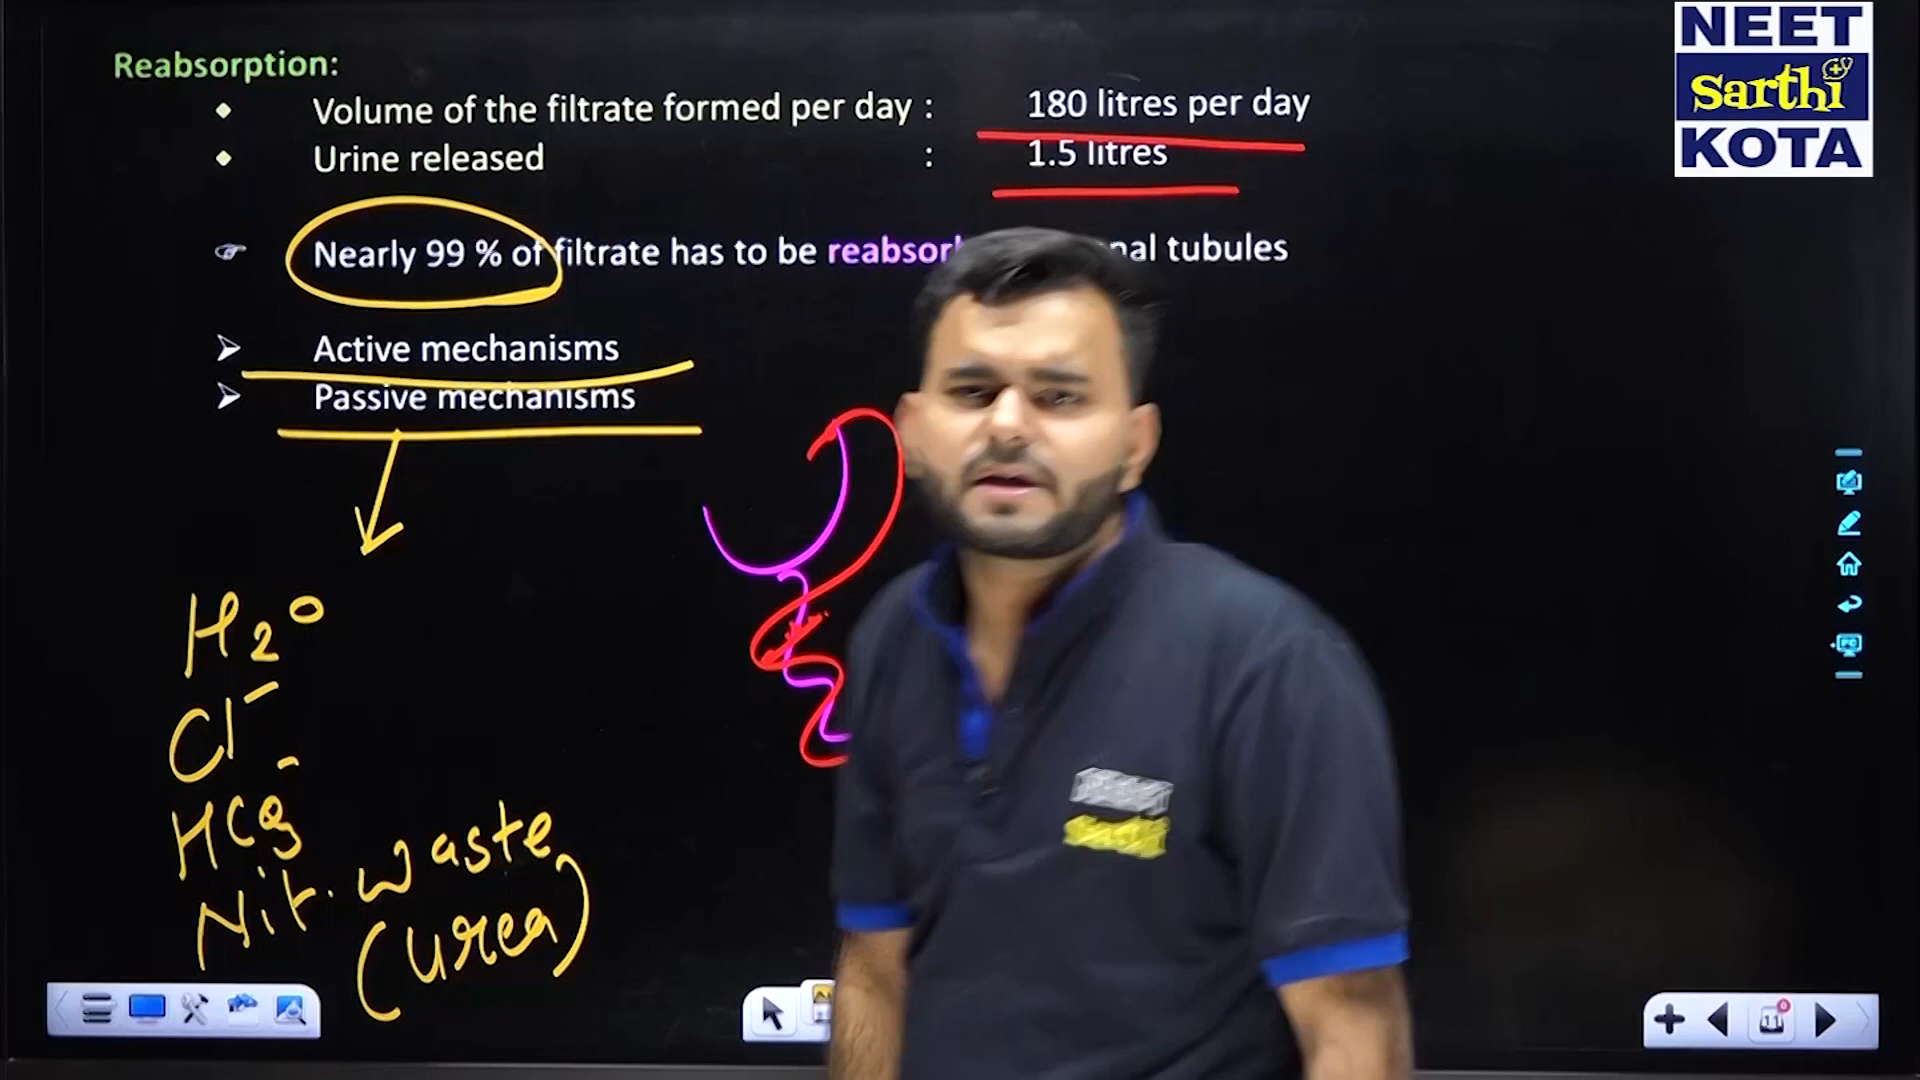 NEET
Sarthi
KOTA
Reabsorption:
Volume of the filtrate formed per day : 180 litres per day
Urine released : 1.5 litres
Nearly 99 % of filtrate has to be tubules
Active mechanisms
Passive mechanisms
H2O
Cl-
HCO3-
Nit. waste
(urea)
11